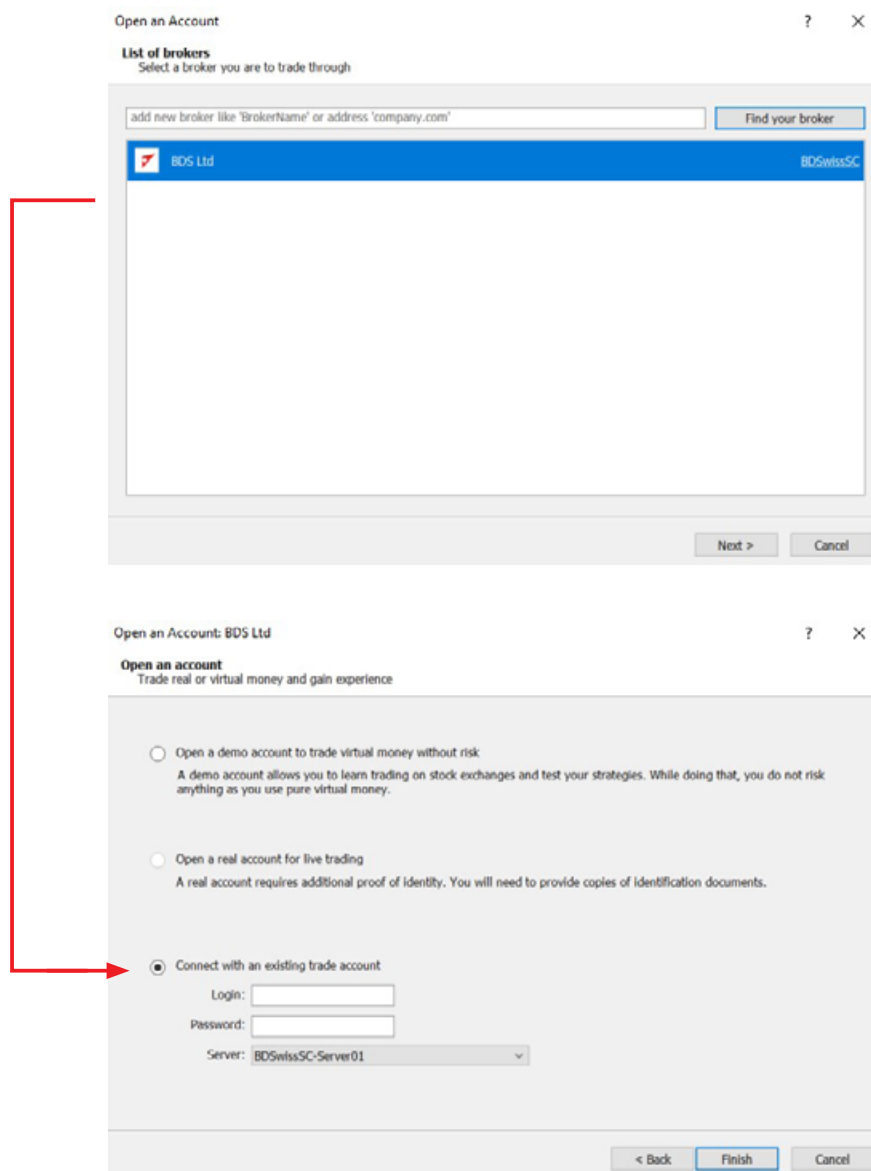 Open an Account
?
List of brokers
Select a broker you are to trade through
add new broker like 'BrokerName' or address 'company.com'
Find your broker
BDS Ltd
BDSwissSC
Next >
Cancel
Open an Account: BDS Ltd
?
Open an account
Trade real or virtual money and gain experience
Open a demo account to trade virtual money without risk
A demo account allows you to learn trading on stock exchanges and test your strategies. While doing that, you do not risk
anything as you use pure virtual money.
Open a real account for live trading
A real account requires additional proof of identity. You will need to provide copies of identification documents.
Connect with an existing trade account
Login:
Password:
Server: BDSwissSC-Server01
< Back
Finish
Cancel